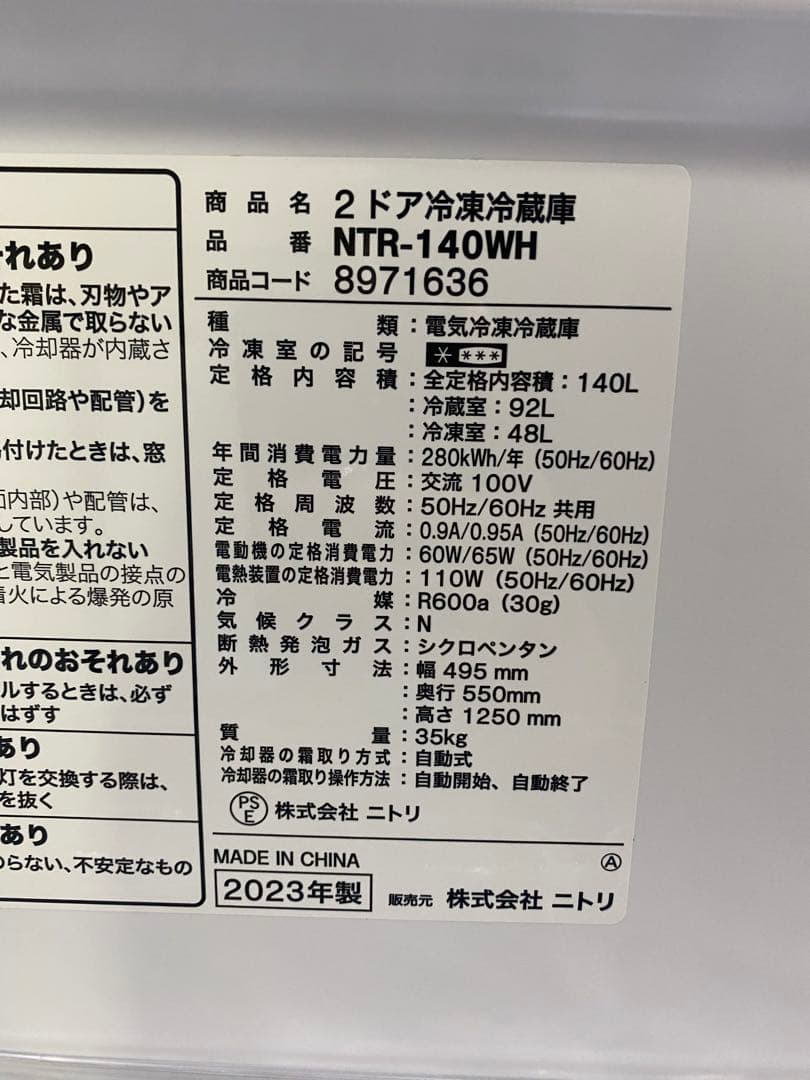 それあり
た霜は、刃物やア
な金属で取らない
、冷却器が内蔵さ
却回路や配管)を
付けたときは、窓
面内部)や配管は、
しています。
製品を入れない
と電気製品の接点の
着火による爆発の原
れのおそれあり
ルするときは、必ず
はずす
あり
灯を交換する際は、
を抜く
あり
らない、不安定なもの
商品名 2ドア冷凍冷蔵庫
品番 NTR-140WH
商品コード 8971636
種類:電気冷凍冷蔵庫
冷凍室の記号 * ***
定格内容積:全定格内容積:140L
:冷蔵室:92L
:冷凍室:48L
年間消費電力量:280kWh/年 (50Hz/60Hz)
定格電圧:交流 100V
定格周波数:50Hz/60Hz 共用
定格電流:0.9A/0.95A (50Hz/60Hz)
電動機の定格消費電力:60W/65W (50Hz/60Hz)
電熱装置の定格消費電力:110W (50Hz/60Hz)
冷媒:R600a (30g)
気候クラス:N
断熱発泡ガス:シクロペンタン
外形寸法:幅 495 mm
:奥行 550mm
:高さ 1250 mm
質量:35kg
冷却器の霜取り方式:自動式
冷却器の霜取り操作方法:自動開始、自動終了
PSE 株式会社 ニトリ
MADE IN CHINA Ⓐ
2023年製 販売元 株式会社 ニトリ